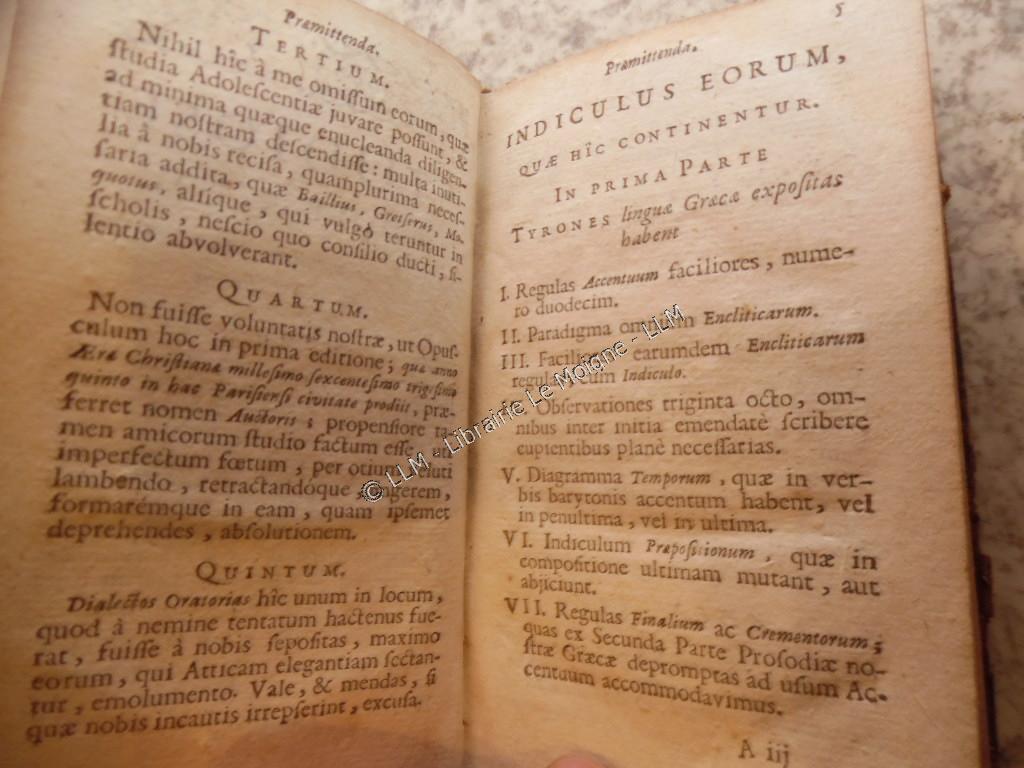 Præmittenda.
TERTIUM.
Nihil hîc à me omissum eorum, quæ
ſtudia Adoleſcentiæ juvare poſſunt, &
ad minima quæque enucleanda diligen-
tiam noſtram deſcendiſſe: multa inuti-
lia à nobis reciſa, quamplurima neceſ-
ſaria addita, quæ Baillius, Gretſerus, Mo-
quotus, aliique, qui vulgò teruntur in
ſcholis, neſcio quo conſilio ducti, ſi-
lentio abvolverant.
QUARTUM.
Non fuiſſe voluntatis noſtræ, ut Opuſ-
culum hoc in prima editione; quæ anno
Æræ Chriſtianæ milleſimo ſexcenteſimo trigeſimo
quinto in hac Pariſienſi civitate prodiit, præ-
ferret nomen Auctoris; propenſiore ta-
men amicorum ſtudio factum eſſe
imperfectum fœtum, per otium veluti
lambendo, retractandoque, fingerem,
formarémque in eam, quam ipſemet
deprehendes, abſolutionem.
QUINTUM.
Dialectos Oratorias hîc unum in locum,
quod à nemine tentatum hactenus fue-
rat, fuiſſe à nobis ſepoſitas, maximo
eorum, qui Atticam elegantiam ſectan-
tur, emolumento. Vale, & mendas, ſi
quæ nobis incautis irrepſerint, excuſa.
Præmittenda. 5
INDICULUS EORUM,
QUÆ HÎC CONTINENTUR.
IN PRIMA PARTE
TYRONES linguæ Græcæ expoſitas
habent
I. Regulas Accentuum faciliores, nume-
ro duodecim.
II. Paradigma omnium Encliticarum.
III. Faciliores earumdem Encliticarum
regulas cum Indiculo.
Obſervationes triginta octo, om-
nibus inter initia emendatè ſcribere
cupientibus planè neceſſarias.
V. Diagramma Temporum, quæ in ver-
bis barytonis accentum habent, vel
in penultima, vel in ultima.
VI. Indiculum Præpoſitionum, quæ in
compoſitione ultimam mutant, aut
abjiciunt.
VII. Regulas Finalium ac Crementorum;
quas ex Secunda Parte Proſodiæ no-
ſtræ Græcæ depromptas ad uſum Ac-
centuum accommodavimus.
A iij
© LLM - Librairie Le Moigne - LLM